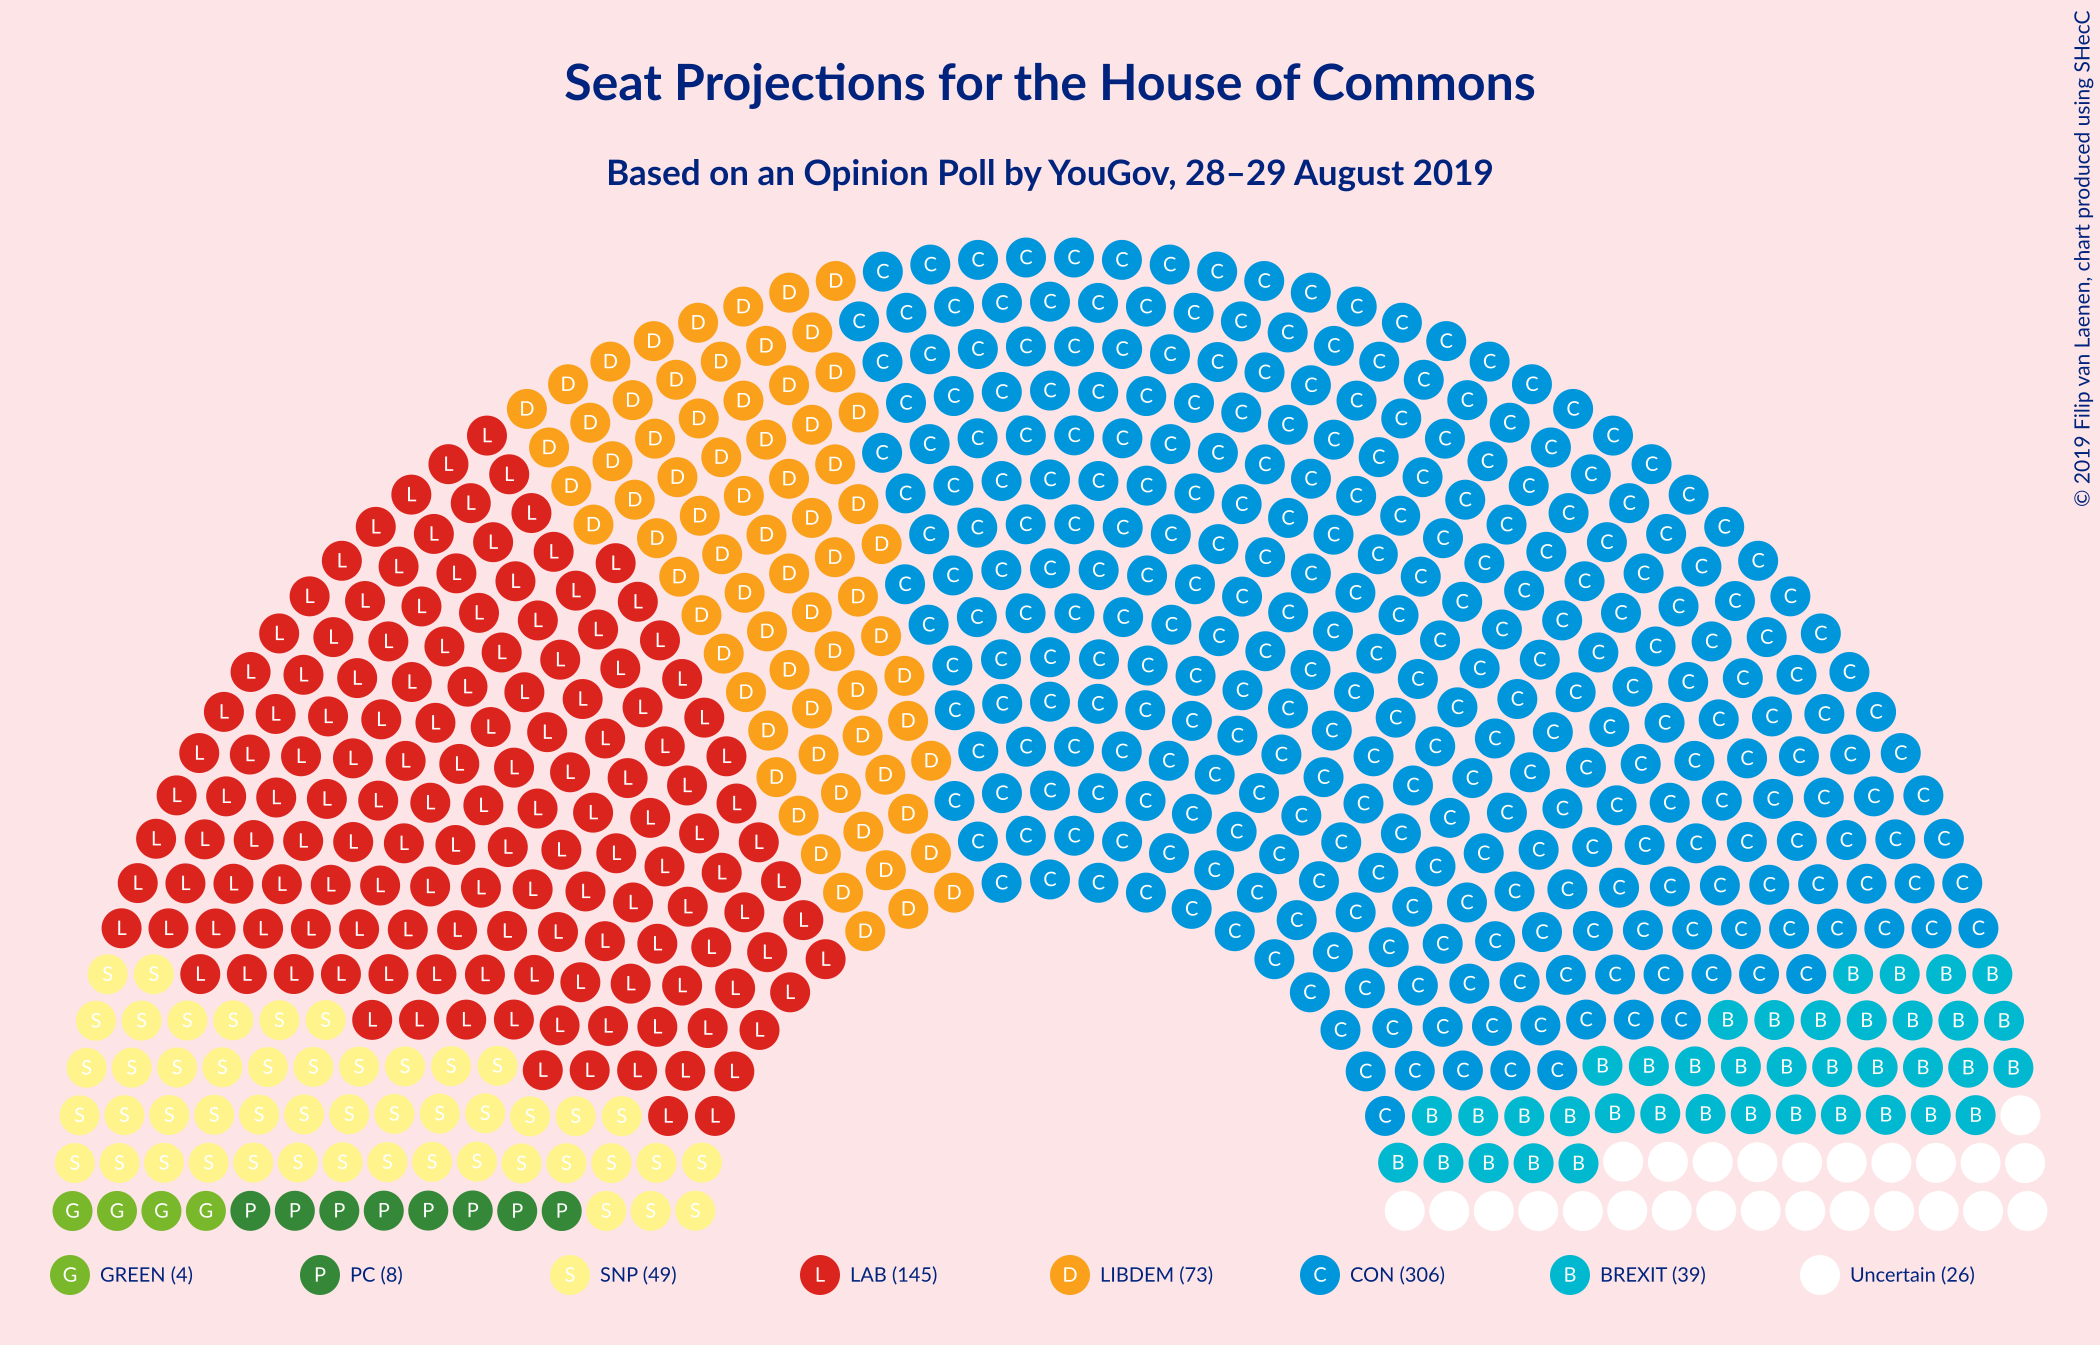 Seat Projections for the House of Commons
Based on an Opinion Poll by YouGov, 28–29 August 2019
© 2019 Filip van Laenen, chart produced using SHecC
G GREEN (4)
P PC (8)
S SNP (49)
L LAB (145)
D LIBDEM (73)
C CON (306)
B BREXIT (39)
Uncertain (26)